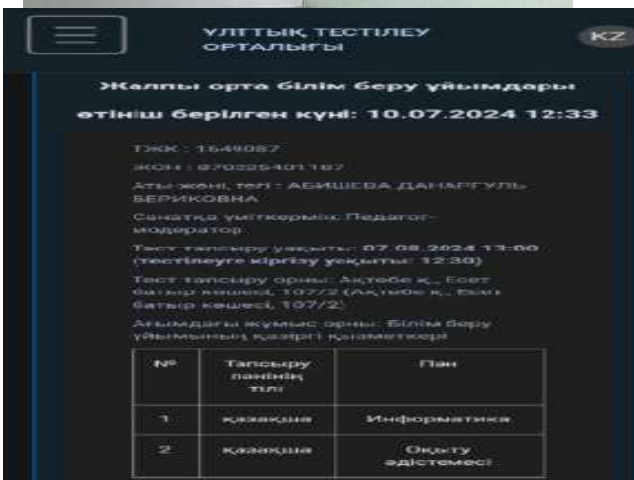 ҰЛТТЫҚ ТЕСТІЛЕУ
ОРТАЛЫҒЫ
KZ
Жалпы орта білім беру ұйымдары
өтініш берілген күні: 10.07.2024 12:33
ТЖК : 1649087
ЖСН :
Аты-жөні, тегі : АБИШЕВА ДАНАРГУЛЬ
БЕРИКОВНА
Санатқа үміткермін: Педагог-
модератор
Тест тапсыру уақыты: 07.08.2024 13:00
(тестілеуге кіргізу уақыты: 12:30)
Тест тапсыру орны: Ақтөбе қ., Есет
батыр көшесі, 107/2 (Ақтөбе қ., Есет
батыр көшесі, 107/2)
Ағымдағы жұмыс орны: Білім беру
ұйымының қазіргі қызметкері
№ Тапсыру пәнінің тілі Пән
1 қазақша Информатика
2 қазақша Оқыту әдістемесі